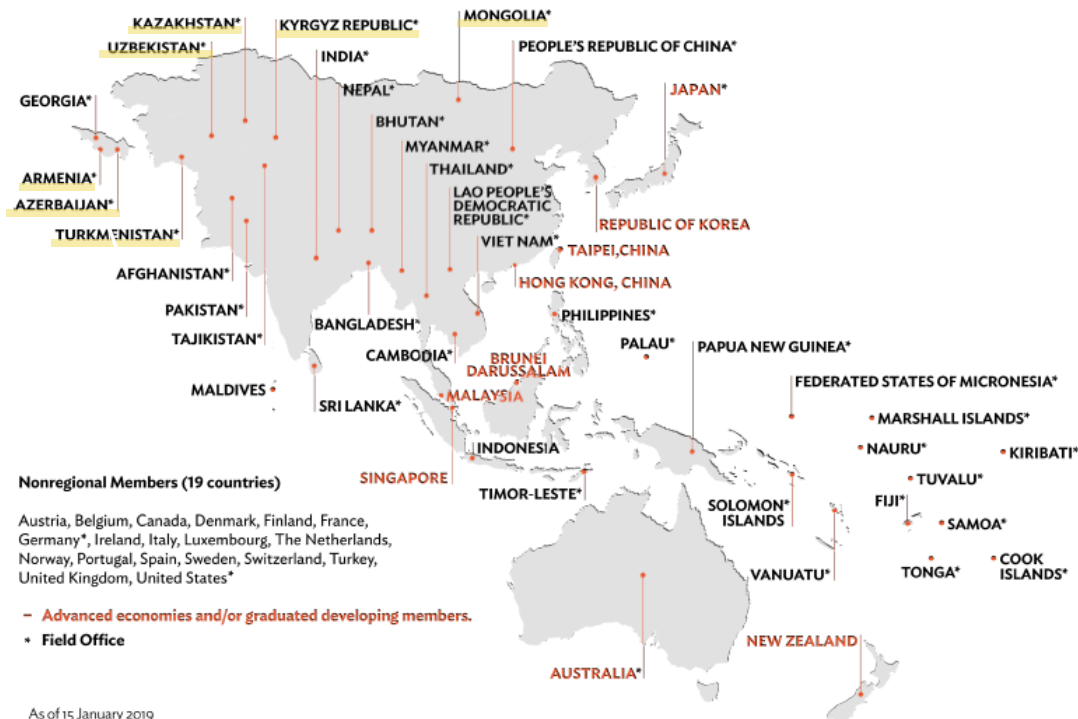 KAZAKHSTAN*
KYRGYZ REPUBLIC*
MONGOLIA*
UZBEKISTAN*
INDIA*
PEOPLE'S REPUBLIC OF CHINA*
NEPAL*
JAPAN*
GEORGIA*
BHUTAN*
MYANMAR*
THAILAND*
ARMENIA*
LAO PEOPLE'S
DEMOCRATIC
REPUBLIC*
AZERBAIJAN*
REPUBLIC OF KOREA
TURKMENISTAN*
VIET NAM*
TAIPEI,CHINA
AFGHANISTAN*
HONG KONG, CHINA
PAKISTAN*
BANGLADESH*
PHILIPPINES*
TAJIKISTAN*
CAMBODIA*
PALAU*
PAPUA NEW GUINEA*
BRUNEI
DARUSSALAM
MALDIVES
MALAYSIA
FEDERATED STATES OF MICRONESIA*
SRI LANKA*
MARSHALL ISLANDS*
INDONESIA
NAURU*
KIRIBATI*
SINGAPORE
TUVALU*
TIMOR-LESTE*
SOLOMON*
ISLANDS
FIJI*
SAMOA*
VANUATU*
TONGA*
COOK
ISLANDS*
Nonregional Members (19 countries)
Austria, Belgium, Canada, Denmark, Finland, France,
Germany*, Ireland, Italy, Luxembourg, The Netherlands,
Norway, Portugal, Spain, Sweden, Switzerland, Turkey,
United Kingdom, United States*
– Advanced economies and/or graduated developing members.
* Field Office
NEW ZEALAND
AUSTRALIA*
As of 15 January 2019